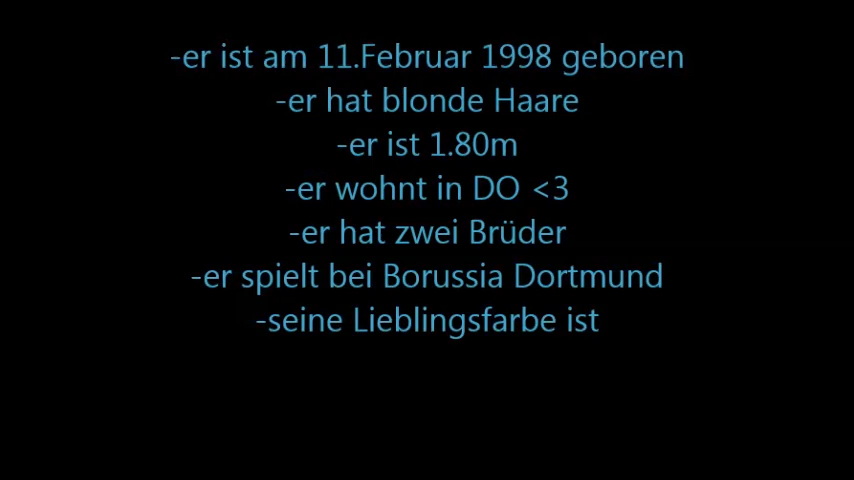 -er ist am 11.Februar 1998 geboren
-er hat blonde Haare
-er ist 1.80m
-er wohnt in DO <3
-er hat zwei Brüder
-er spielt bei Borussia Dortmund
-seine Lieblingsfarbe ist